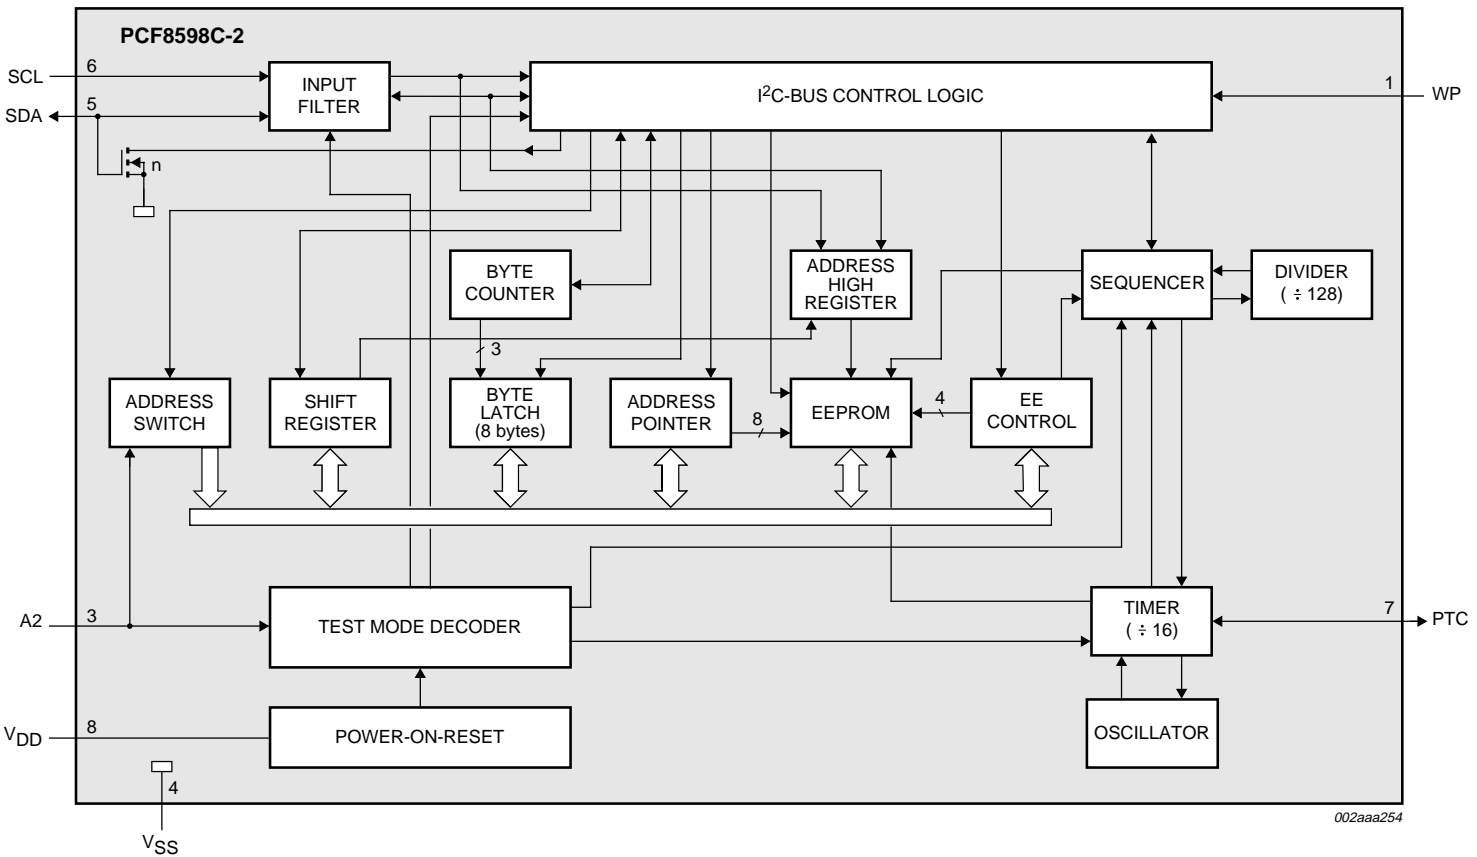 PCF8598C-2
SCL
6
SDA
5
INPUT
FILTER
I²C-BUS CONTROL LOGIC
1
WP
n
BYTE
COUNTER
ADDRESS
HIGH
REGISTER
SEQUENCER
DIVIDER
( ÷ 128)
3
ADDRESS
SWITCH
SHIFT
REGISTER
BYTE
LATCH
(8 bytes)
ADDRESS
POINTER
8
EEPROM
4
EE
CONTROL
A2
3
TEST MODE DECODER
TIMER
( ÷ 16)
7
PTC
VDD
8
POWER-ON-RESET
OSCILLATOR
4
VSS
002aaa254